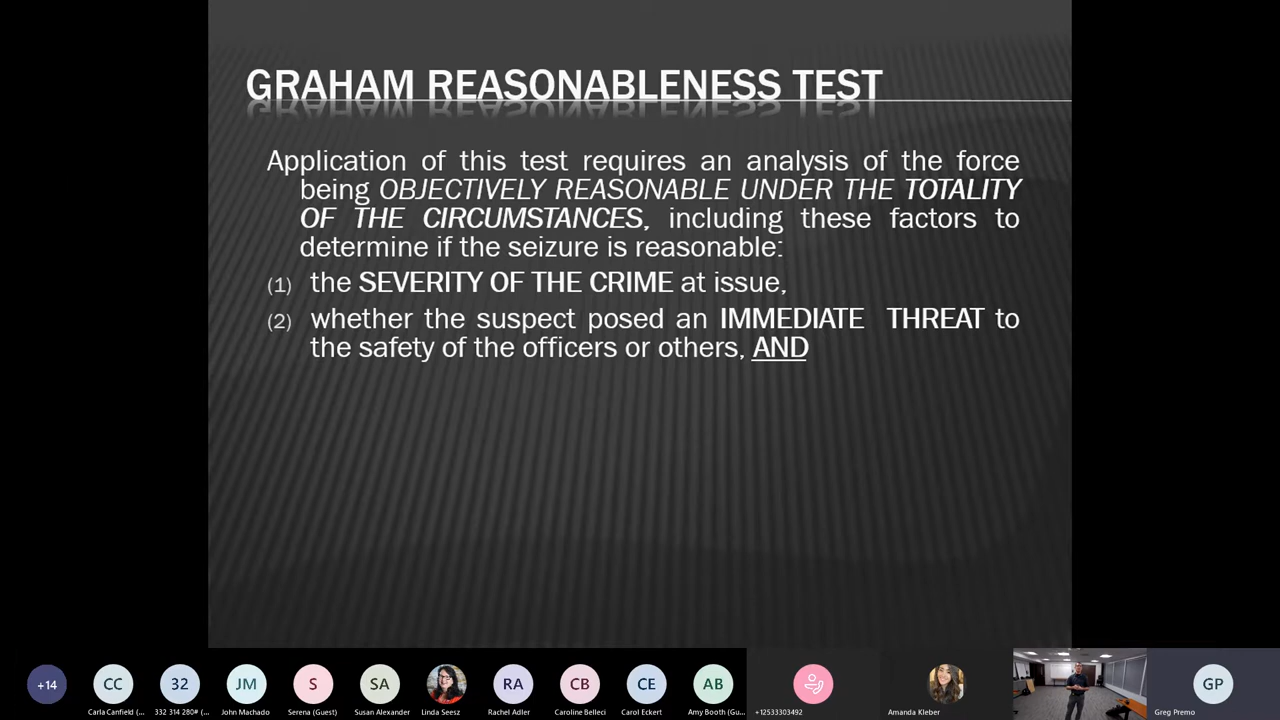 GRAHAM REASONABLENESS TEST
Application of this test requires an analysis of the force
being OBJECTIVELY REASONABLE UNDER THE TOTALITY
OF THE CIRCUMSTANCES, including these factors to
determine if the seizure is reasonable:
(1) the SEVERITY OF THE CRIME at issue,
(2) whether the suspect posed an IMMEDIATE THREAT to
the safety of the officers or others, AND
+14
CC
32
JM
S
SA
RA
CB
CE
AB
GP
Carla Canfield (...
332 314 280# (...
John Machado
Serena (Guest)
Susan Alexander
Linda Seesz
Rachel Adler
Caroline Belleci
Carol Eckert
Amy Booth (Gu...
+12533303492
Amanda Kleber
Greg Premo